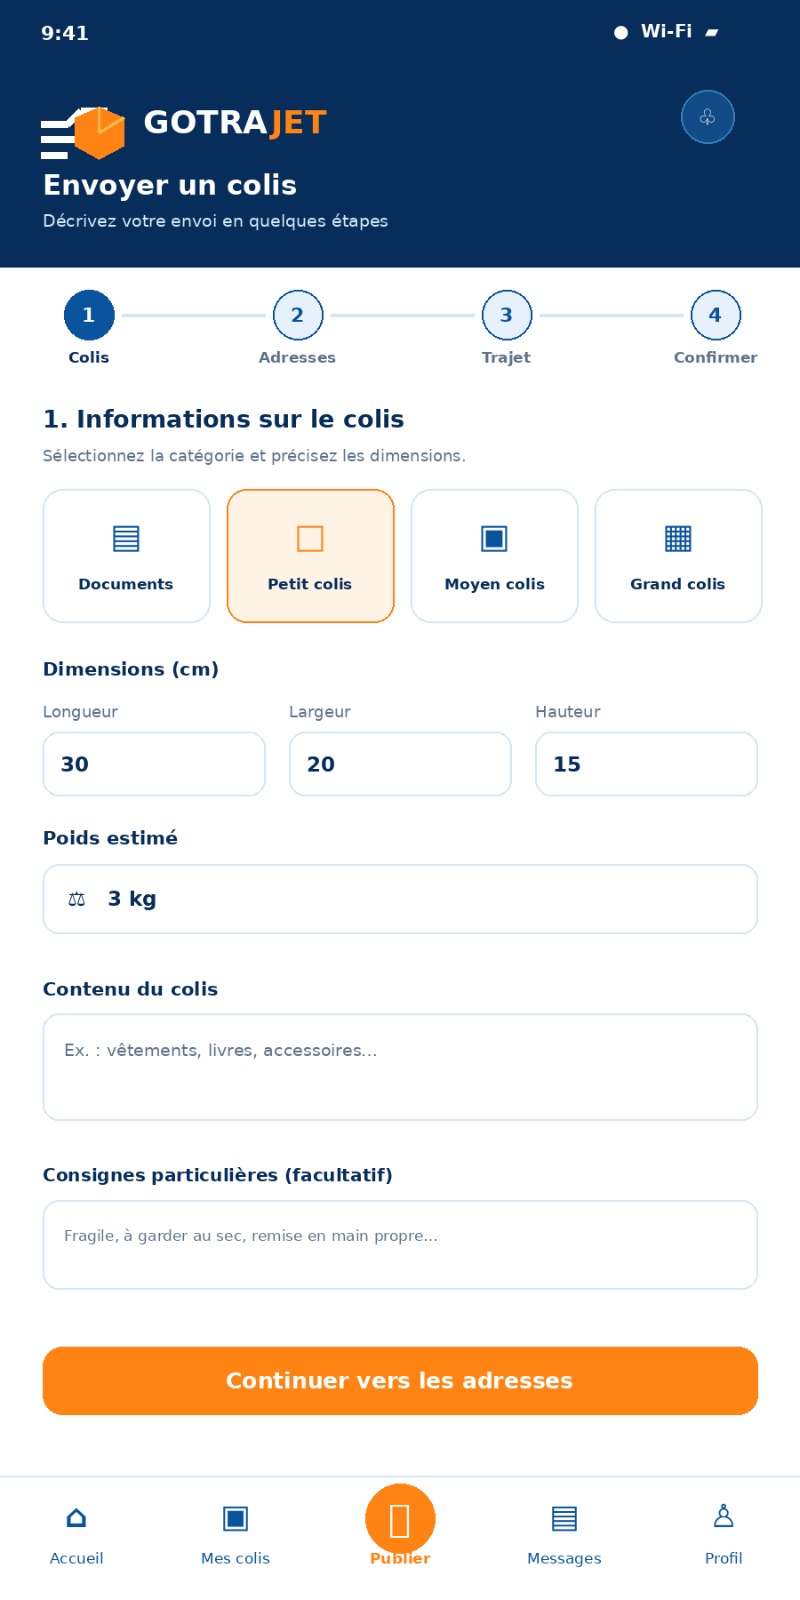 9:41 ● Wi-Fi ▰
GOTRAJET
Envoyer un colis
Décrivez votre envoi en quelques étapes
1 2 3 4
Colis Adresses Trajet Confirmer
1. Informations sur le colis
Sélectionnez la catégorie et précisez les dimensions.
Documents Petit colis Moyen colis Grand colis
Dimensions (cm)
Longueur Largeur Hauteur
30 20 15
Poids estimé
3 kg
Contenu du colis
Ex. : vêtements, livres, accessoires...
Consignes particulières (facultatif)
Fragile, à garder au sec, remise en main propre...
Continuer vers les adresses
Accueil Mes colis Publier Messages Profil